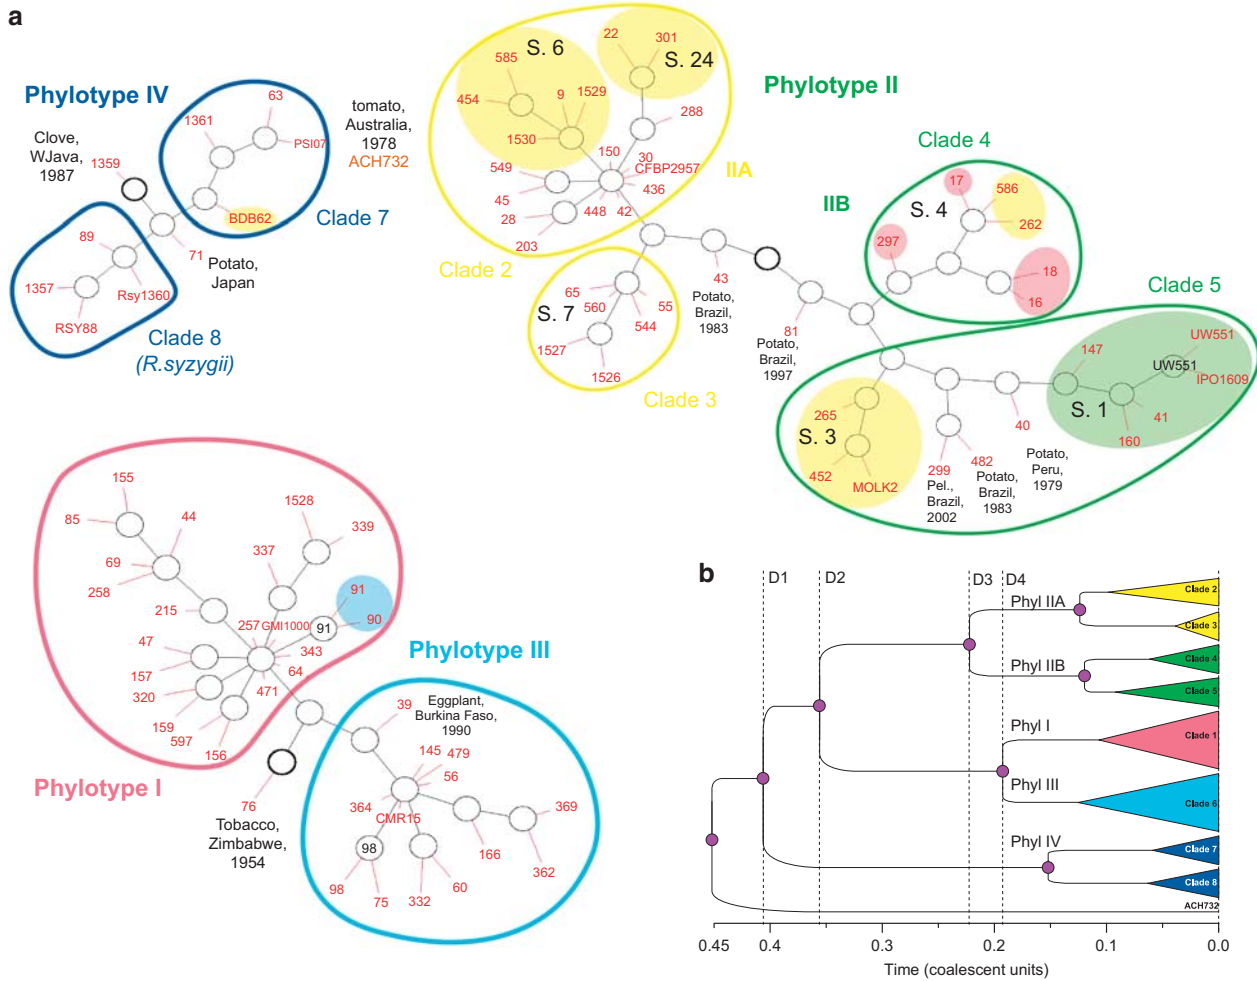 a
Phylotype IV
Clove,
WJava,
1987
1359
63
1361
PSI07
tomato,
Australia,
1978
ACH732
BDB62
Clade 7
89
71
Potato,
Japan
1357
Rsy1360
RSY88
Clade 8
(R.syzygii)
Phylotype II
22
301
S. 6
S. 24
585
454
9
1529
1530
288
150
30
CFBP2957
549
436
IIA
45
28
448
42
203
Clade 2
Clade 3
65
560
55
S. 7
544
1527
1526
43
Potato,
Brazil,
1983
81
Potato,
Brazil,
1997
Clade 4
IIB
17
586
S. 4
262
297
18
16
Clade 5
147
UW551
UW551
IPO1609
S. 1
41
160
265
S. 3
452
MOLK2
40
Potato,
Peru,
1979
299
Pel.,
Brazil,
2002
482
Potato,
Brazil,
1983
155
85
44
1528
339
69
258
337
215
91
90
257
GMI1000
91
47
343
157
64
320
471
159
597
156
Phylotype I
Phylotype III
76
Tobacco,
Zimbabwe,
1954
39
Eggplant,
Burkina Faso,
1990
145
479
56
364
CMR15
369
98
166
362
98
75
332
60
b
D1
D2
D3
D4
Phyl IIA
Clade 2
Clade 3
Phyl IIB
Clade 4
Clade 5
Phyl I
Clade 1
Phyl III
Clade 6
Phyl IV
Clade 7
Clade 8
ACH732
0.45
0.4
0.3
0.2
0.1
0.0
Time (coalescent units)